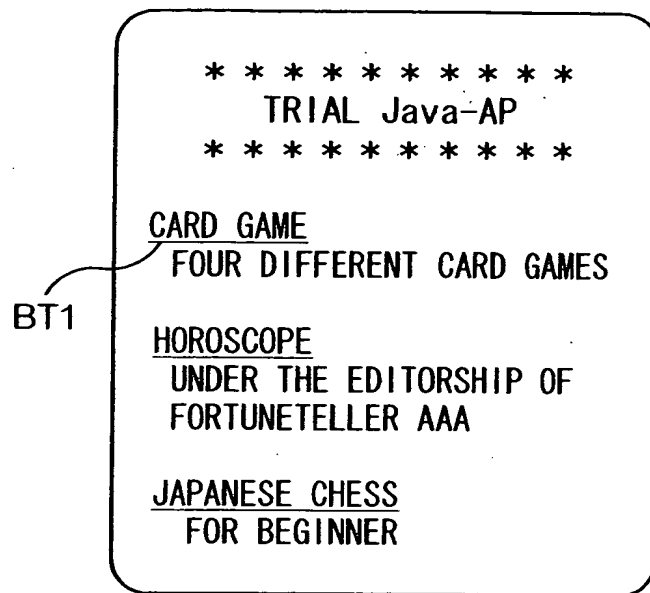 * * * * * * * * * *
TRIAL Java-AP
* * * * * * * * * *
CARD GAME
FOUR DIFFERENT CARD GAMES
BT1
HOROSCOPE
UNDER THE EDITORSHIP OF
FORTUNETELLER AAA
JAPANESE CHESS
FOR BEGINNER